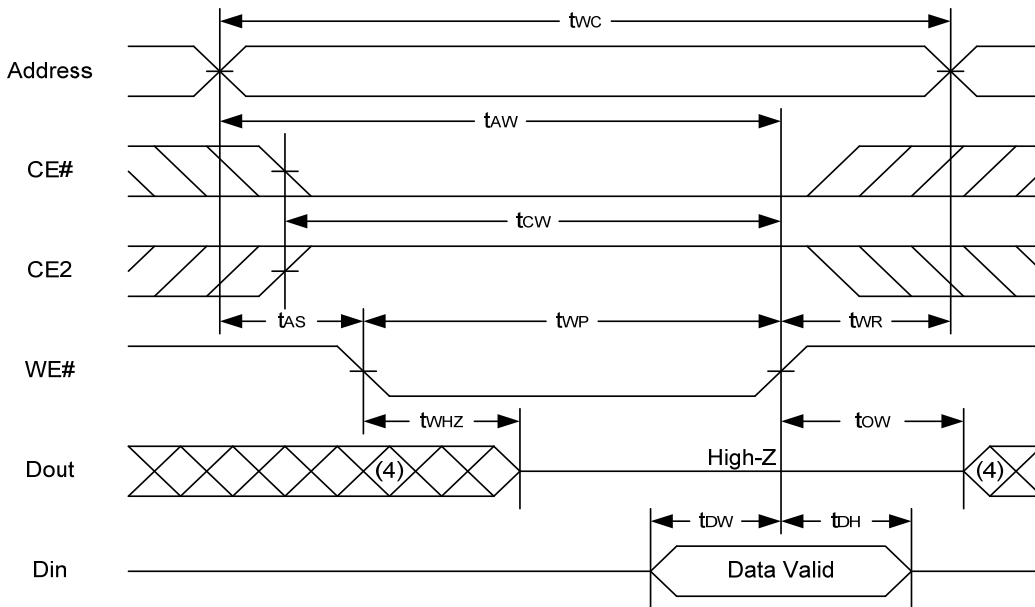 tWC
Address
tAW
CE#
tCW
CE2
tAS tWP tWR
WE#
tWHZ tOW
Dout (4) High-Z (4)
tDW tDH
Din Data Valid